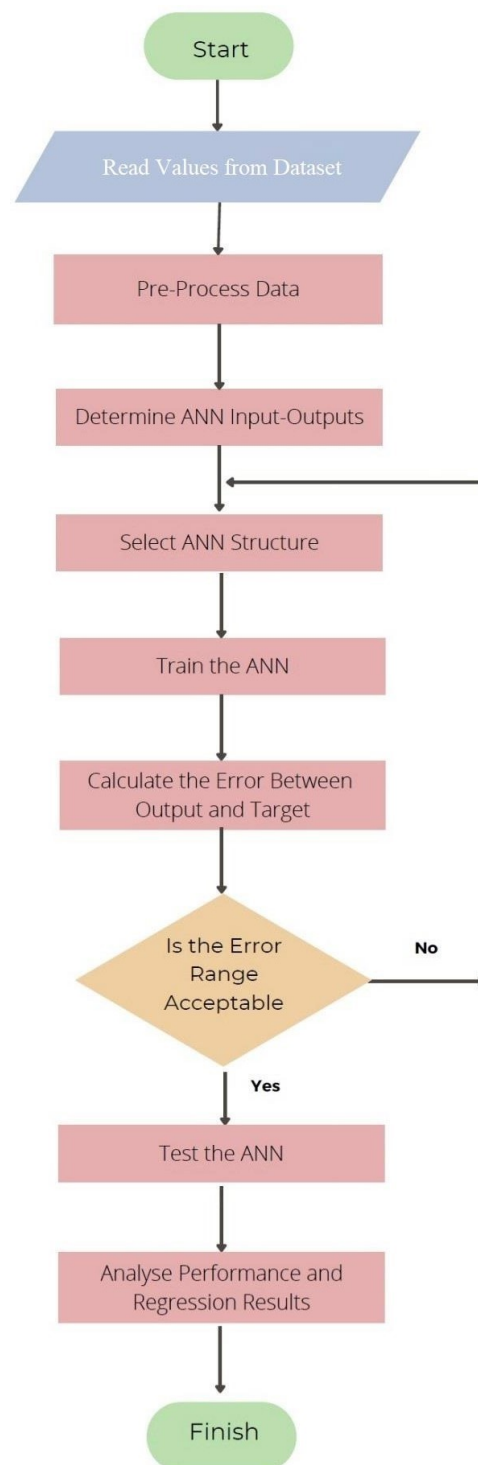 Start
Read Values from Dataset
Pre-Process Data
Determine ANN Input-Outputs
Select ANN Structure
Train the ANN
Calculate the Error Between
Output and Target
Is the Error
Range
Acceptable
No
Yes
Test the ANN
Analyse Performance and
Regression Results
Finish